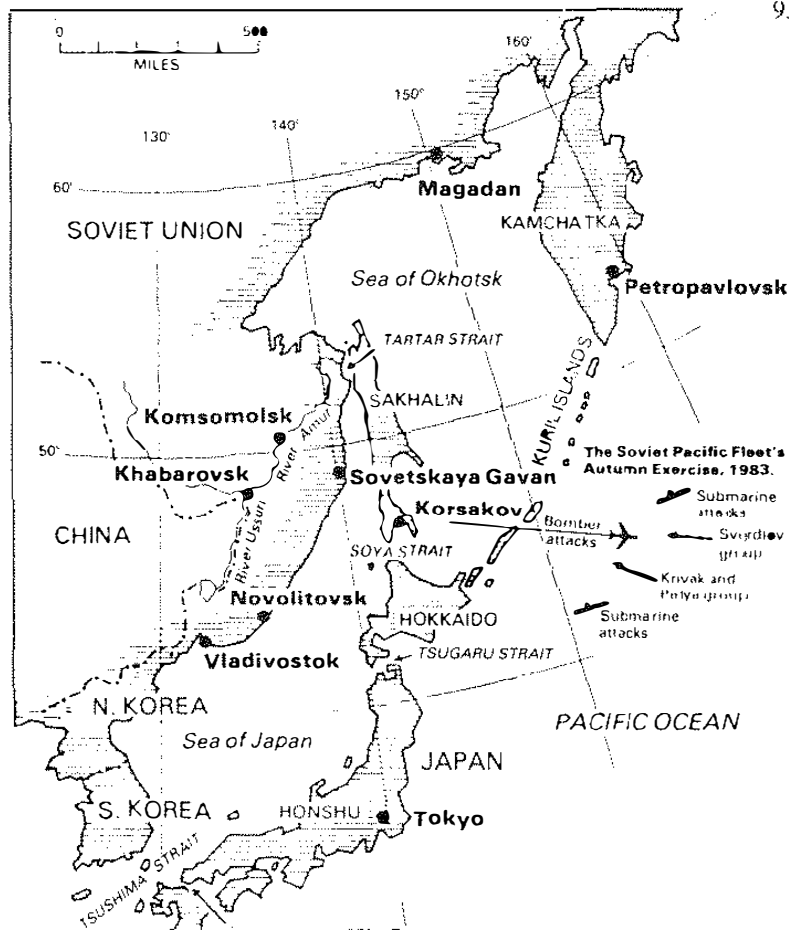 9.
0 500
MILES
160°
150°
140°
130°
60°
Magadan
SOVIET UNION
KAMCHATKA
Sea of Okhotsk
Petropavlovsk
TARTAR STRAIT
SAKHALIN
KURIL ISLANDS
Komsomolsk
River Amur
50°
The Soviet Pacific Fleet's
Autumn Exercise, 1983.
Khabarovsk
Sovetskaya Gavan
Submarine
attacks
Korsakov
Bomber
attacks
Sverdlov
group
CHINA
River Ussuri
SOYA STRAIT
Krivak and
Petya group
Novolitovsk
HOKKAIDO
Submarine
attacks
Vladivostok
TSUGARU STRAIT
N. KOREA
PACIFIC OCEAN
Sea of Japan
JAPAN
S. KOREA
HONSHU
Tokyo
TSUSHIMA STRAIT